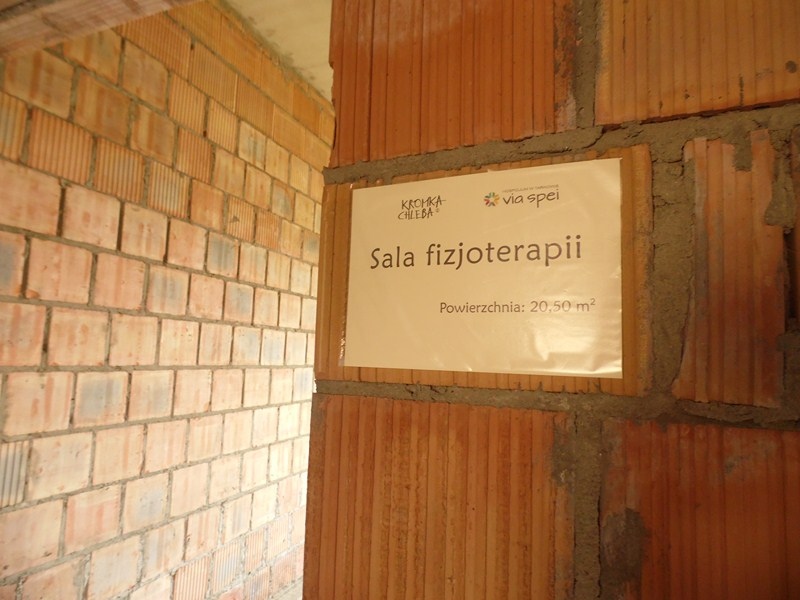 KROMKA
CHLEBA
via spei
Sala fizjoterapii
Powierzchnia: 20,50 m²